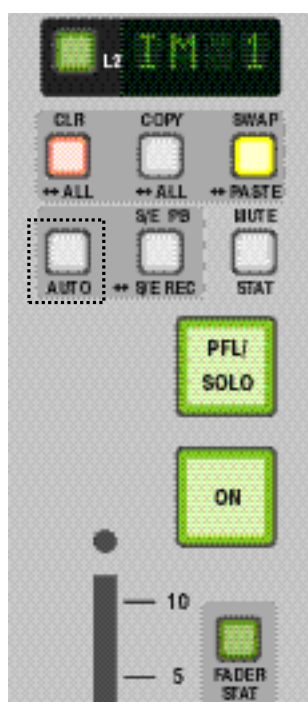 L2 IM 1
CLR COPY SWAP
↔ ALL ↔ ALL ↔ PASTE
S/E PB MUTE
AUTO ↔ S/E REC STAT
PFL/
SOLO
ON
10
5 FADER
STAT